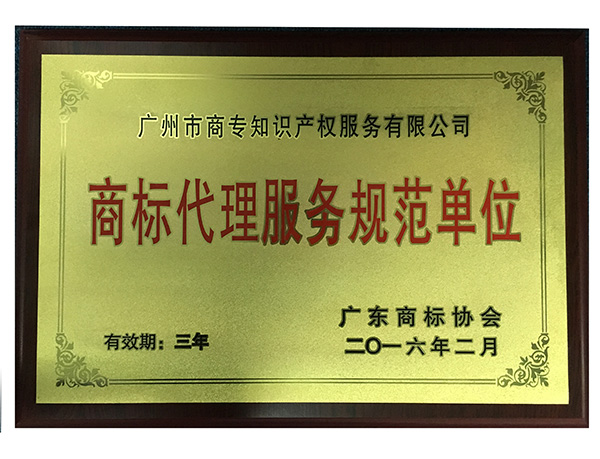 广州市商专知识产权服务有限公司
商标代理服务规范单位
广东商标协会
有效期：三年
二〇一六年二月